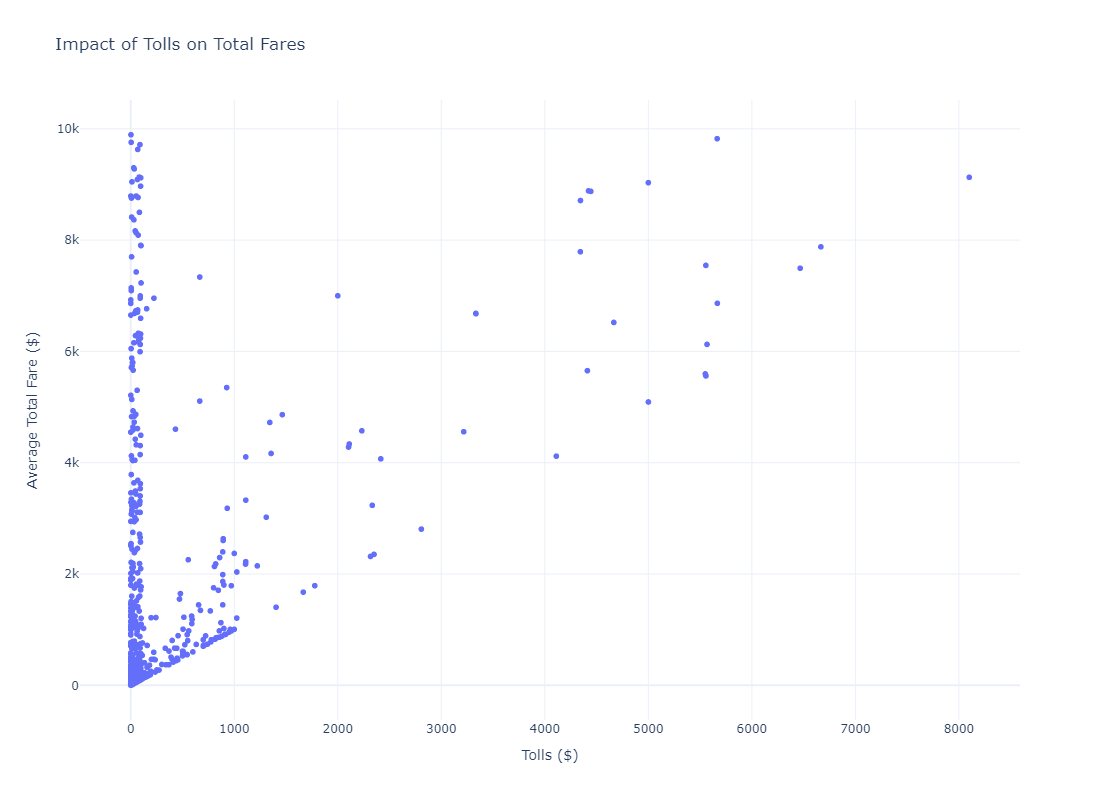 Impact of Tolls on Total Fares
10k
8k
6k
4k
2k
0
Average Total Fare ($)
0 1000 2000 3000 4000 5000 6000 7000 8000
Tolls ($)